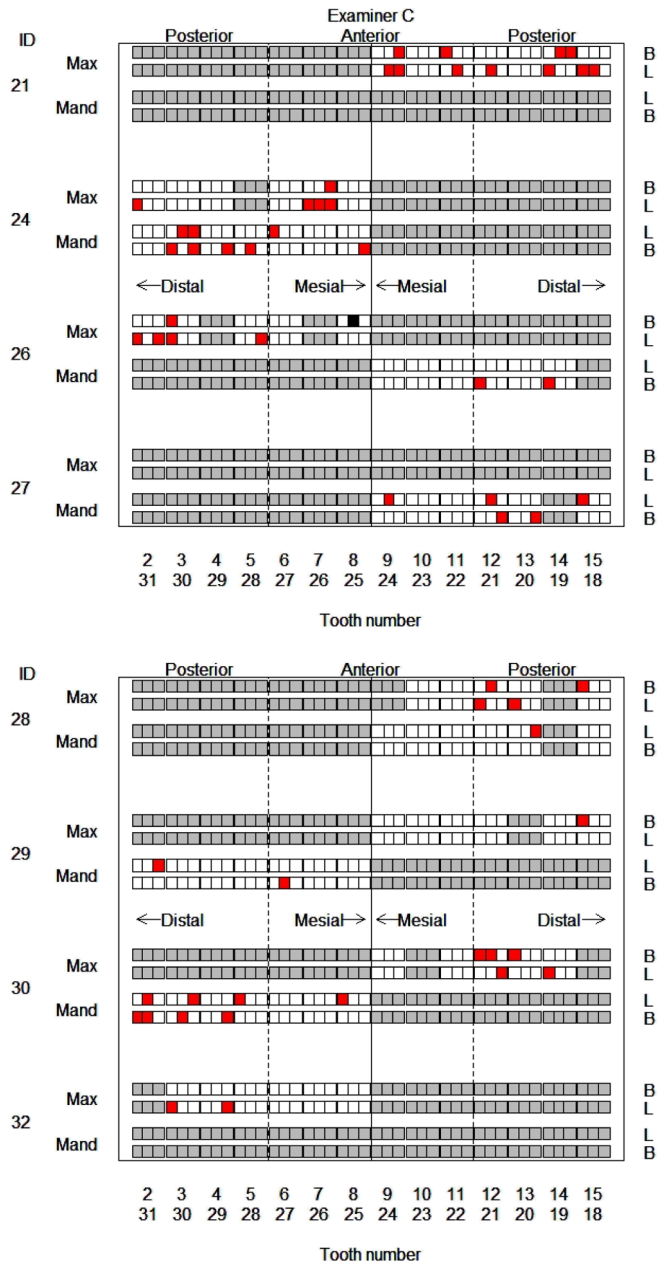 Examiner C
ID Posterior Anterior Posterior
Max B
L
21
Mand L
B
Max B
L
24
Mand L
B
←Distal Mesial→ ←Mesial Distal→
Max B
L
26
Mand L
B
Max B
L
27
Mand L
B
2 3 4 5 6 7 8 9 10 11 12 13 14 15
31 30 29 28 27 26 25 24 23 22 21 20 19 18
Tooth number
ID Posterior Anterior Posterior
Max B
L
28
Mand L
B
Max B
L
29
Mand L
B
←Distal Mesial→ ←Mesial Distal→
Max B
L
30
Mand L
B
Max B
L
32
Mand L
B
2 3 4 5 6 7 8 9 10 11 12 13 14 15
31 30 29 28 27 26 25 24 23 22 21 20 19 18
Tooth number